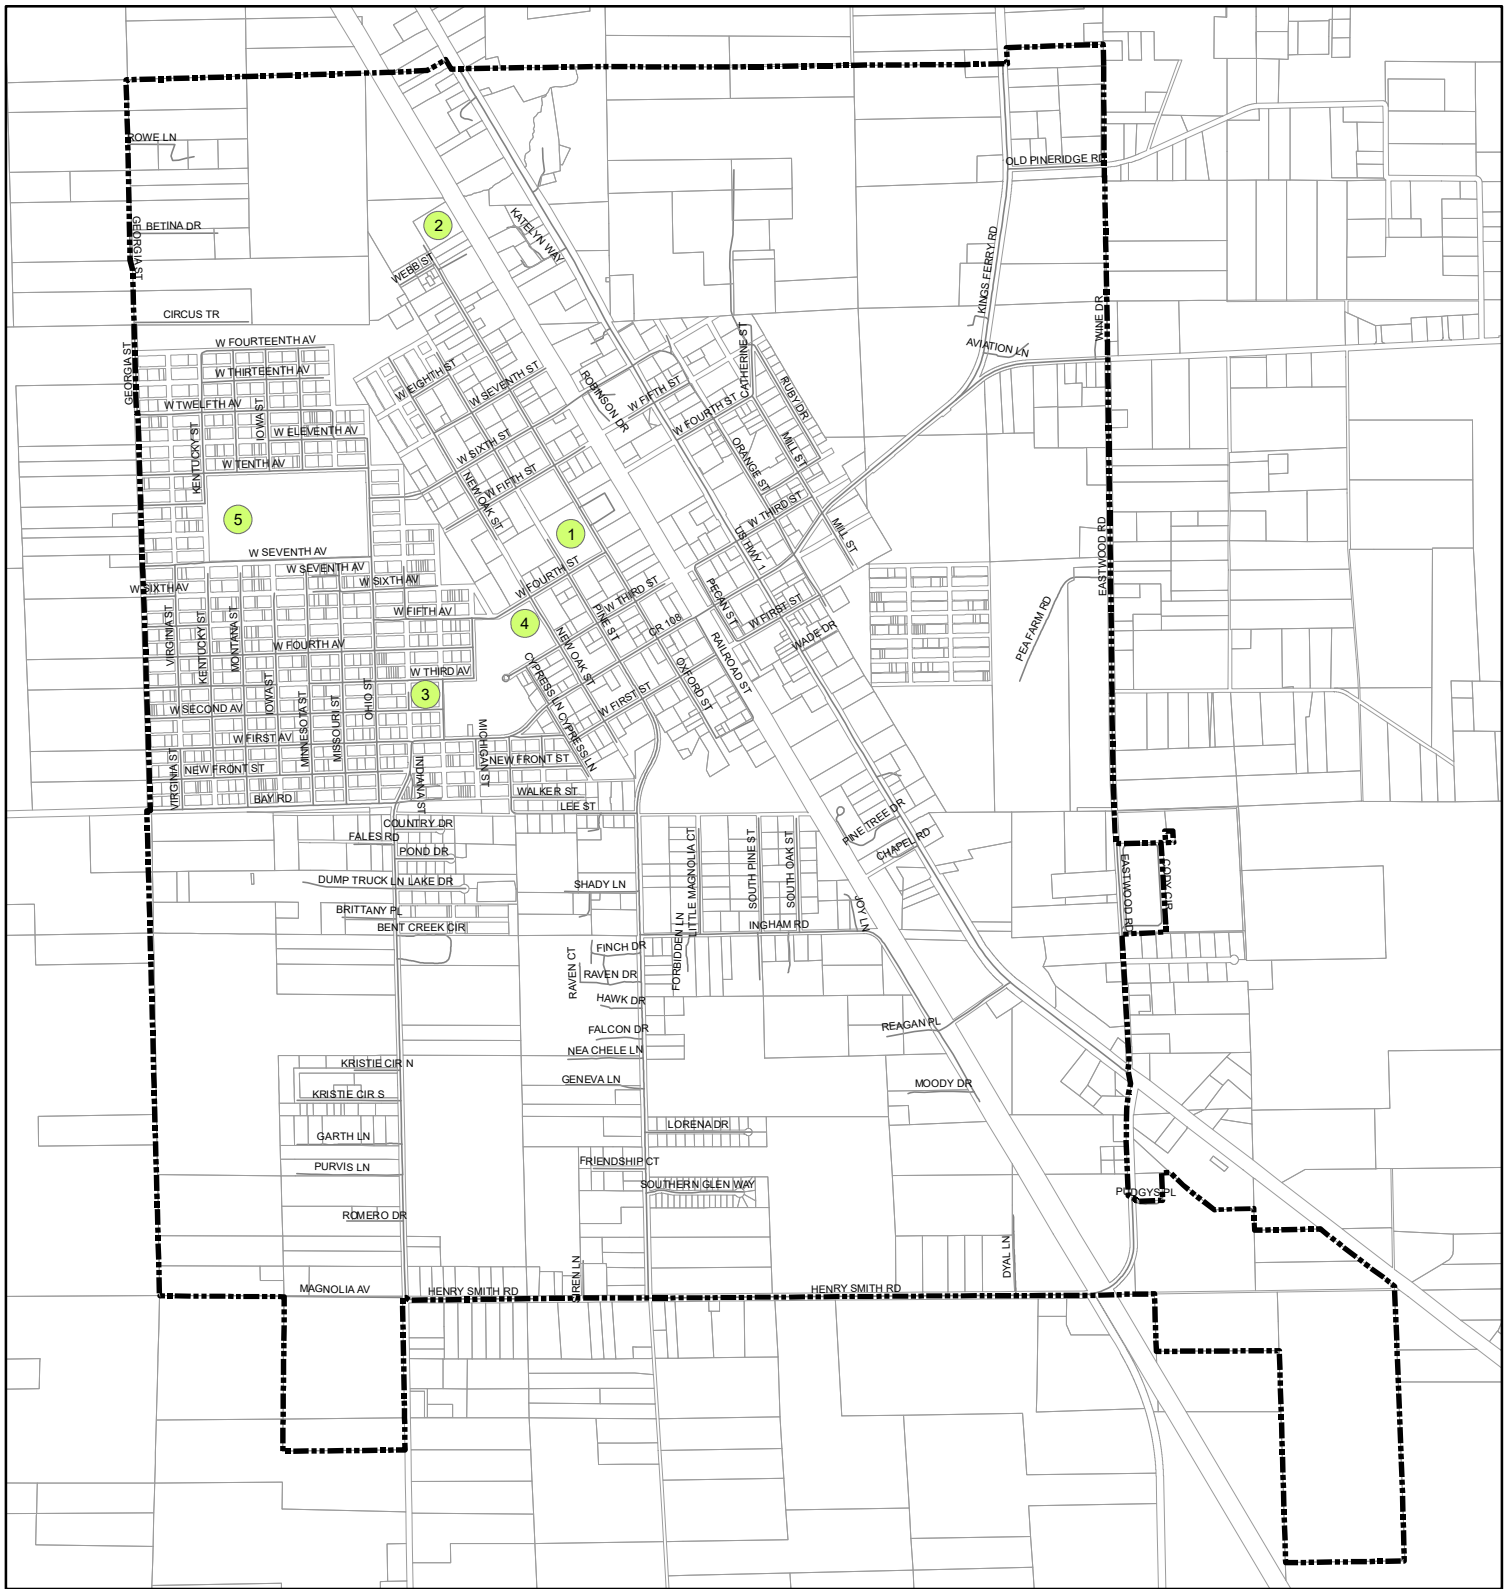 ROWE LN
OLD PINERIDGE RD
GEORGIA ST
BETINA DR
2
KATELYN WAY
WEBB ST
KINGS FERRY RD
CIRCUS TR
WINE DR
W FOURTEENTH AV
W THIRTEENTH AV
GEORGIA ST
W TWELFTH AV
KENTUCKY ST
IOWA ST
W ELEVENTH AV
W TENTH AV
W EIGHTH ST
W SEVENTH ST
W SIXTH ST
W FIFTH ST
NEW OAK ST
ROBINSON DR
W FIFTH ST
W FOURTH ST
CATHERINE ST
RUBY DR
MILL ST
ORANGE ST
W THIRD ST
MILL ST
US HWY 1
AVIATION LN
EASTWOOD RD
PEA FARM RD
5
1
W SEVENTH AV
W SEVENTH AV
W SIXTH AV
W SIXTH AV
W FIFTH AV
W FOURTH ST
W THIRD ST
PINE ST
CR 108
PECAN ST
W FIRST ST
WADE DR
4
VIRGINIA ST
KENTUCKY ST
MONTANA ST
W FOURTH AV
W THIRD AV
3
NEW OAK ST
CYPRESS LN
CYPRESS LN
OXFORD ST
RAILROAD ST
W FIRST ST
IOWA ST
MINNESOTA ST
MISSOURI ST
OHIO ST
W SECOND AV
W FIRST AV
MICHIGAN ST
INDIANA ST
VIRGINIA ST
NEW FRONT ST
NEW FRONT ST
BAY RD
WALKER ST
LEE ST
COUNTRY DR
FALES RD
POND DR
DUMP TRUCK LN
LAKE DR
BRITTANY PL
BENT CREEK CIR
SHADY LN
LITTLE MAGNOLIA CT
SOUTH PINE ST
SOUTH OAK ST
PINE TREE DR
CHAPEL RD
EASTWOOD RD
CODY CIR
JOY LN
INGHAM RD
FORBIDDEN LN
RAVEN CT
FINCH DR
RAVEN DR
HAWK DR
FALCON DR
NEA CHELE LN
GENEVA LN
REAGAN PL
MOODY DR
KRISTIE CIR N
KRISTIE CIR S
GARTH LN
PURVIS LN
ROMERO DR
LORENA DR
FRIENDSHIP CT
SOUTHERN GLEN WAY
PUDGYS PL
DYAL LN
MAGNOLIA AV
HENRY SMITH RD
HENRY SMITH RD